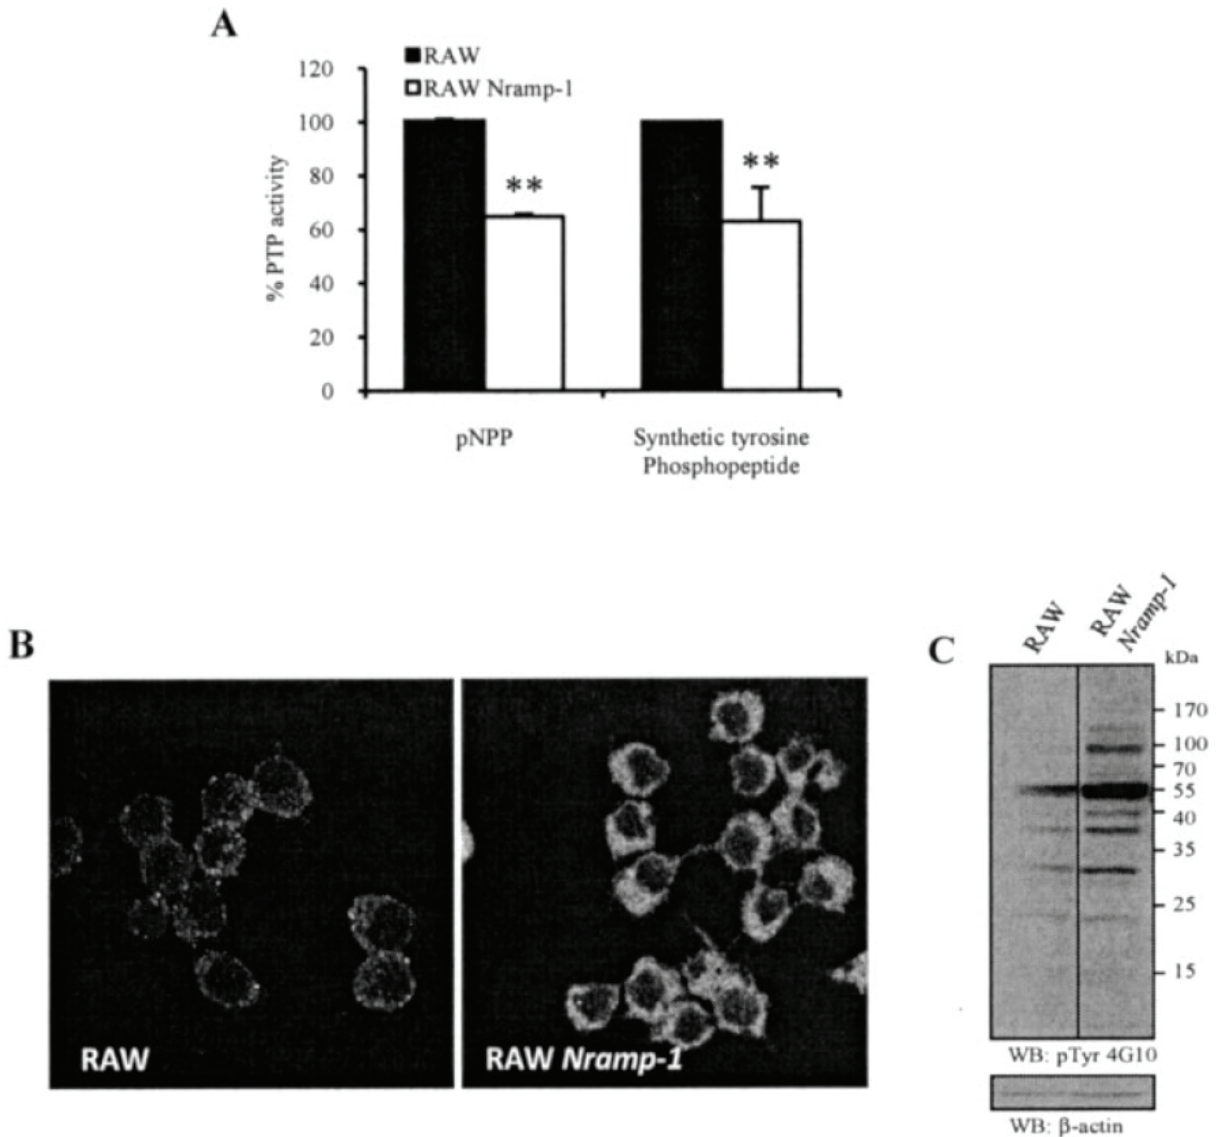 A
RAW
RAW Nramp-1
120
100
80
60
40
20
0
% PTP activity
**
**
pNPP
Synthetic tyrosine
Phosphopeptide
B
RAW
RAW Nramp-1
C
RAW
RAW
Nramp-1
kDa
170
100
70
55
40
35
25
15
WB: pTyr 4G10
WB: β-actin